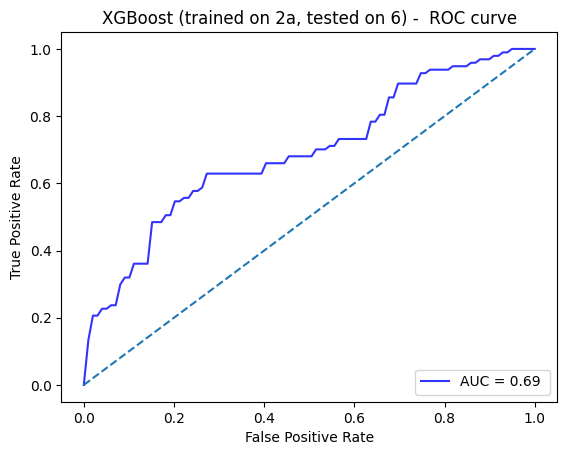 XGBoost (trained on 2a, tested on 6) -  ROC curve
True Positive Rate
1.0
0.8
0.6
0.4
0.2
0.0
AUC = 0.69
0.0 0.2 0.4 0.6 0.8 1.0
False Positive Rate